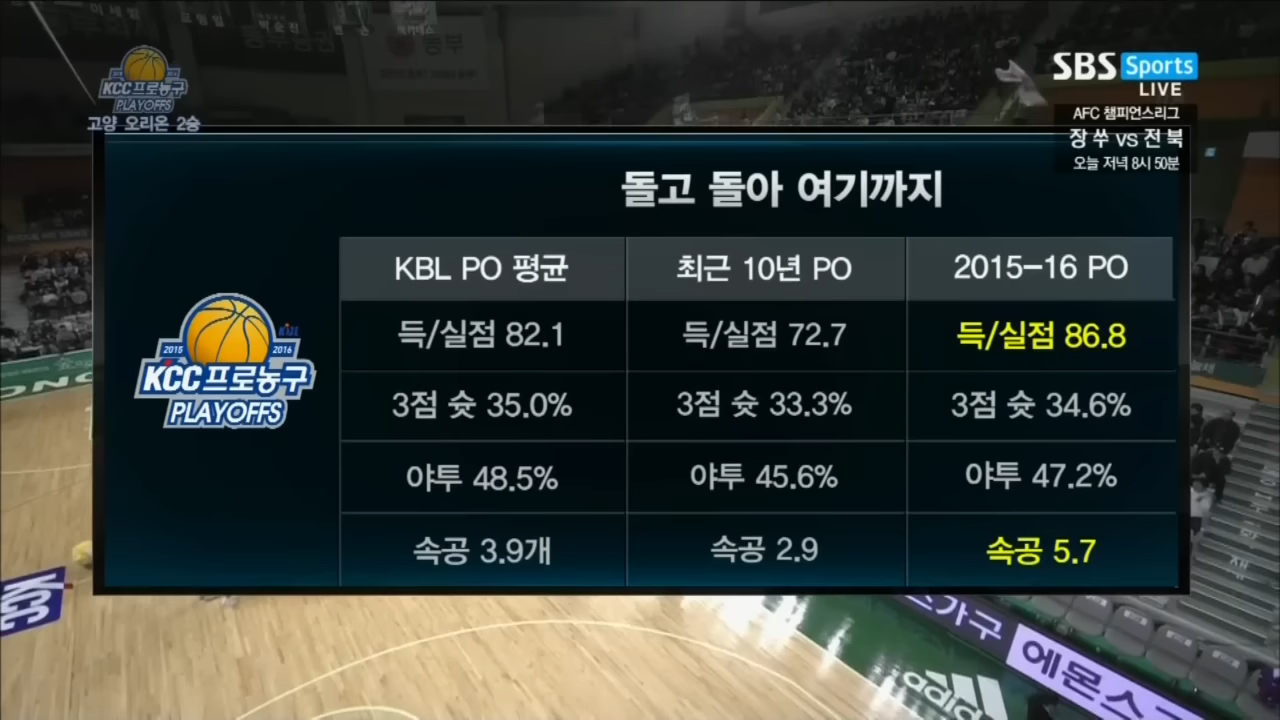 KCC프로농구
PLAYOFFS
고양 오리온 2승
SBS Sports
LIVE
AFC 챔피언스리그
장쑤 vs 전북
오늘 저녁 8시 50분
돌고 돌아 여기까지
KBL PO 평균 최근 10년 PO 2015-16 PO
득/실점 82.1 득/실점 72.7 득/실점 86.8
3점 슛 35.0% 3점 슛 33.3% 3점 슛 34.6%
야투 48.5% 야투 45.6% 야투 47.2%
속공 3.9개 속공 2.9 속공 5.7
2015 2016
KCC프로농구
PLAYOFFS
KCC
에몬스
adidas